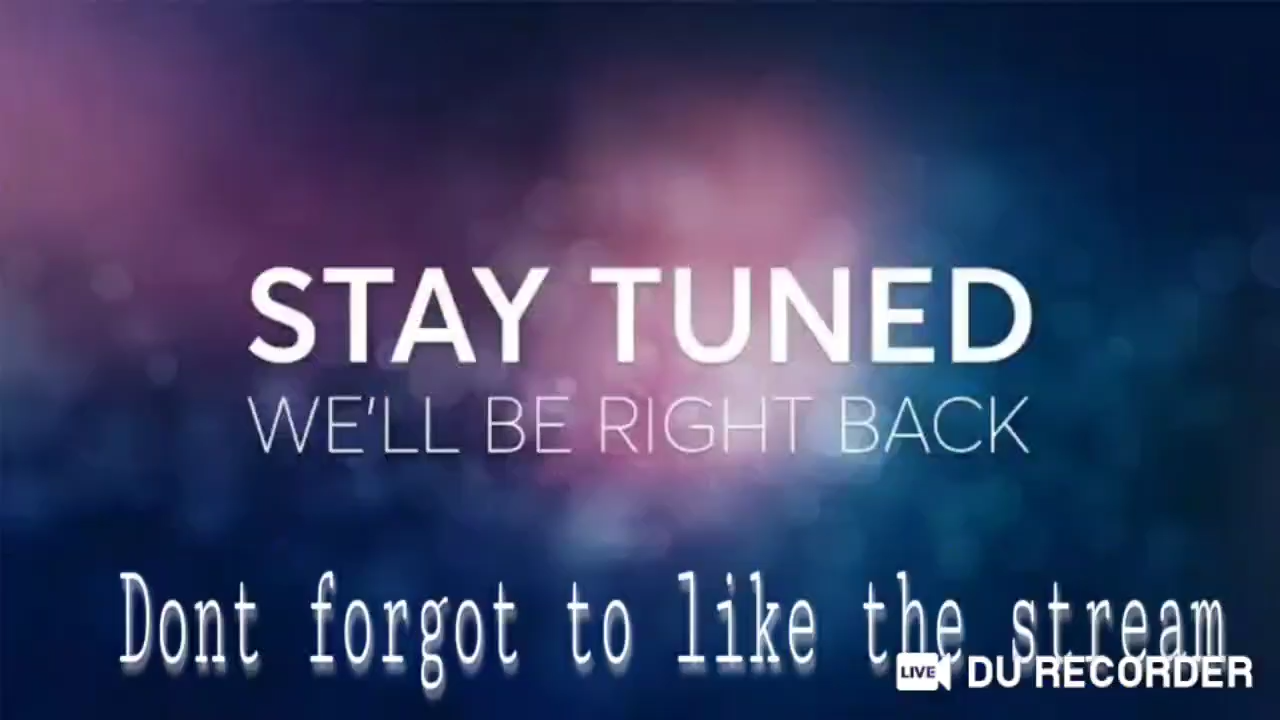 STAY TUNED
WE'LL BE RIGHT BACK
Dont forgot to like the stream
LIVE DU RECORDER